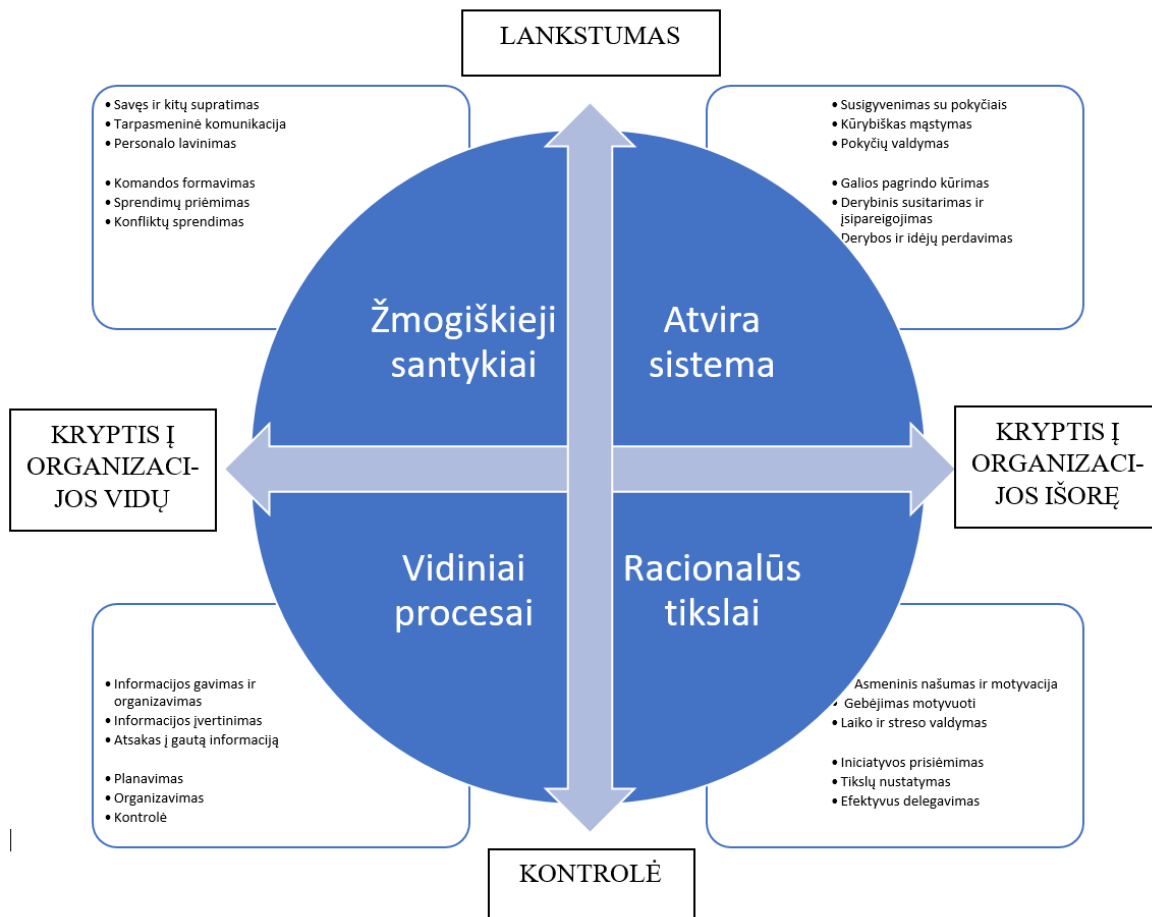 LANKSTUMAS
• Savęs ir kitų supratimas
• Tarpasmeninė komunikacija
• Personalo lavinimas
• Komandos formavimas
• Sprendimų priėmimas
• Konfliktų sprendimas
• Susigyvenimas su pokyčiais
• Kūrybiškas mąstymas
• Pokyčių valdymas
• Galios pagrindo kūrimas
• Derybinis susitarimas ir
įsipareigojimas
Derybos ir idėjų perdavimas
Žmogiškieji
santykiai
Atvira
sistema
KRYPTIS Į
ORGANIZACI-
JOS VIDŲ
KRYPTIS Į
ORGANIZACI-
JOS IŠORĘ
Vidiniai
procesai
Racionalūs
tikslai
• Informacijos gavimas ir
organizavimas
• Informacijos įvertinimas
• Atsakas į gautą informaciją
• Planavimas
• Organizavimas
• Kontrolė
Asmeninis našumas ir motyvacija
• Gebėjimas motyvuoti
• Laiko ir streso valdymas
• Iniciatyvos prisiėmimas
• Tikslų nustatymas
• Efektyvus delegavimas
KONTROLĖ